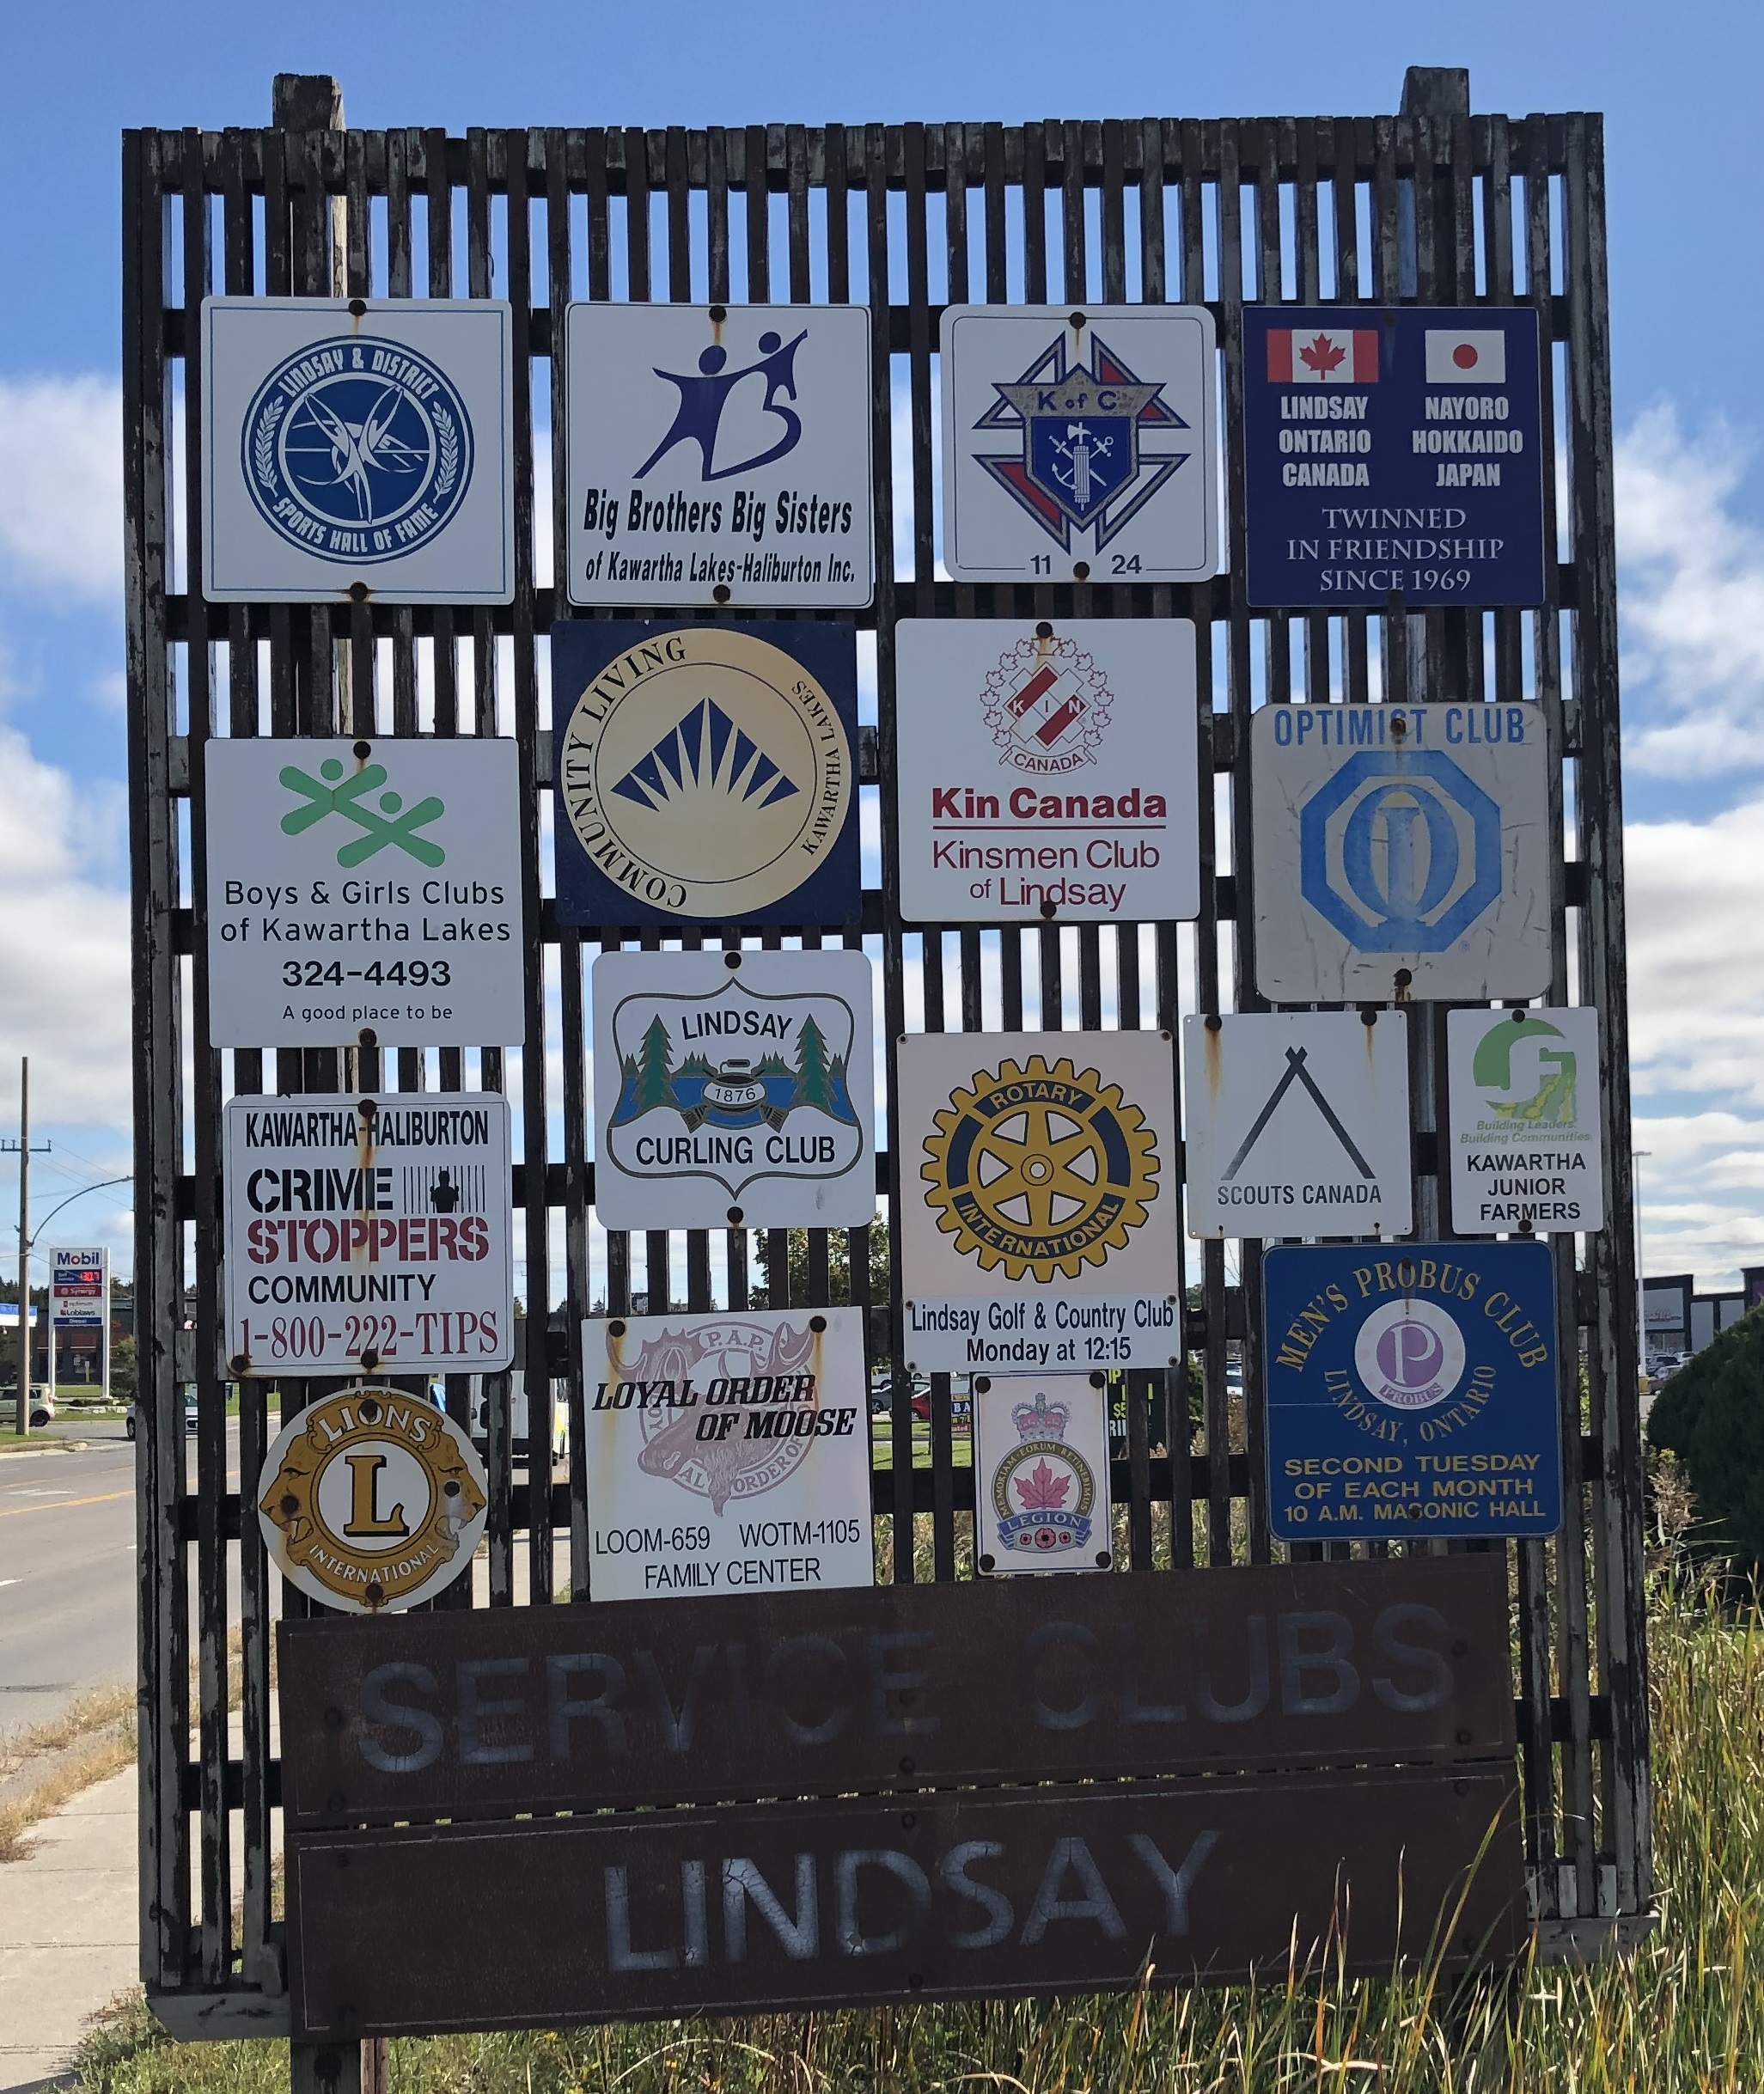 LINDSAY & DISTRICT
SPORTS HALL OF FAME
Big Brothers Big Sisters
of Kawartha Lakes-Haliburton Inc.
K of C
11 24
LINDSAY
ONTARIO
CANADA
NAYORO
HOKKAIDO
JAPAN
TWINNED
IN FRIENDSHIP
SINCE 1969
Boys & Girls Clubs
of Kawartha Lakes
324-4493
A good place to be
COMMUNITY LIVING
KAWARTHA LAKES
KIN
CANADA
Kin Canada
Kinsmen Club
of Lindsay
OPTIMIST CLUB
KAWARTHA-HALIBURTON
CRIME
STOPPERS
COMMUNITY
1-800-222-TIPS
LINDSAY
1876
CURLING CLUB
ROTARY
INTERNATIONAL
Lindsay Golf & Country Club
Monday at 12:15
SCOUTS CANADA
Building Leaders
Building Communities
KAWARTHA
JUNIOR
FARMERS
LIONS
L
INTERNATIONAL
P.A.P.
LOYAL ORDER
OF MOOSE
LOOM-659 WOTM-1105
FAMILY CENTER
MEMORIAM EORUM RETINEBIMUS
LEGION
MEN'S PROBUS CLUB
P
PROBUS
LINDSAY, ONTARIO
SECOND TUESDAY
OF EACH MONTH
10 A.M. MASONIC HALL
SERVICE CLUBS
LINDSAY
Mobil
Synergy